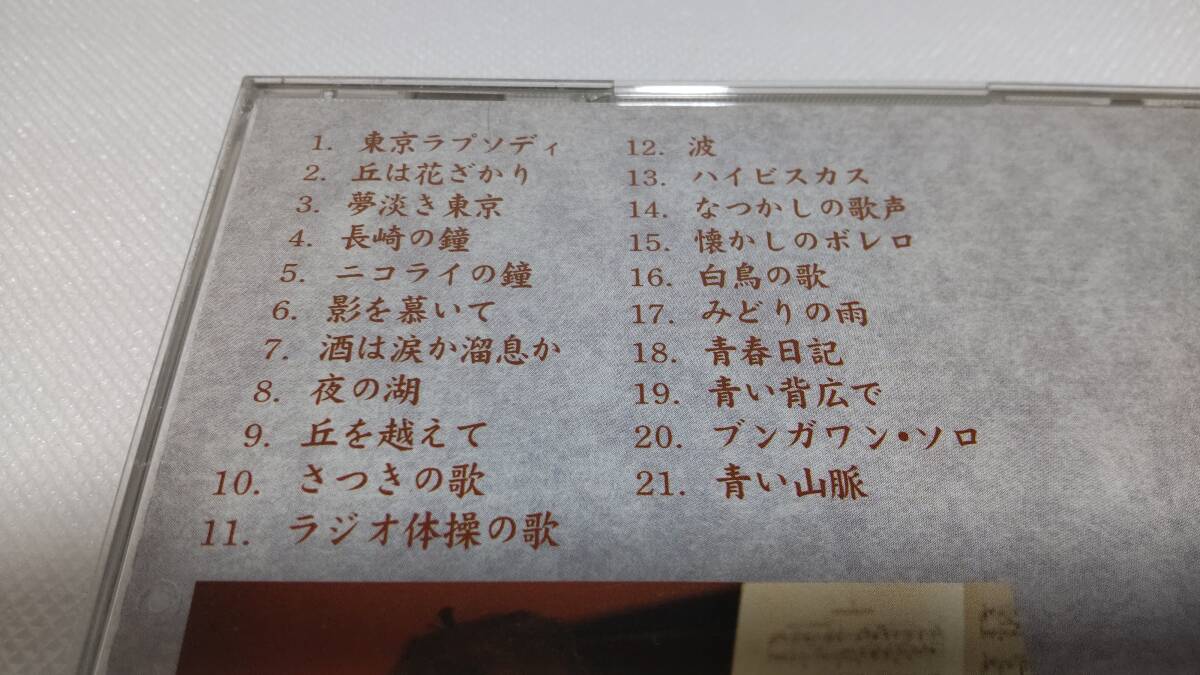 1. 東京ラプソディ
2. 丘は花ざかり
3. 夢淡き東京
4. 長崎の鐘
5. ニコライの鐘
6. 影を慕いて
7. 酒は涙か溜息か
8. 夜の湖
9. 丘を越えて
10. さつきの歌
11. ラジオ体操の歌
12. 波
13. ハイビスカス
14. なつかしの歌声
15. 懐かしのボレロ
16. 白鳥の歌
17. みどりの雨
18. 青春日記
19. 青い背広で
20. ブンガワン・ソロ
21. 青い山脈